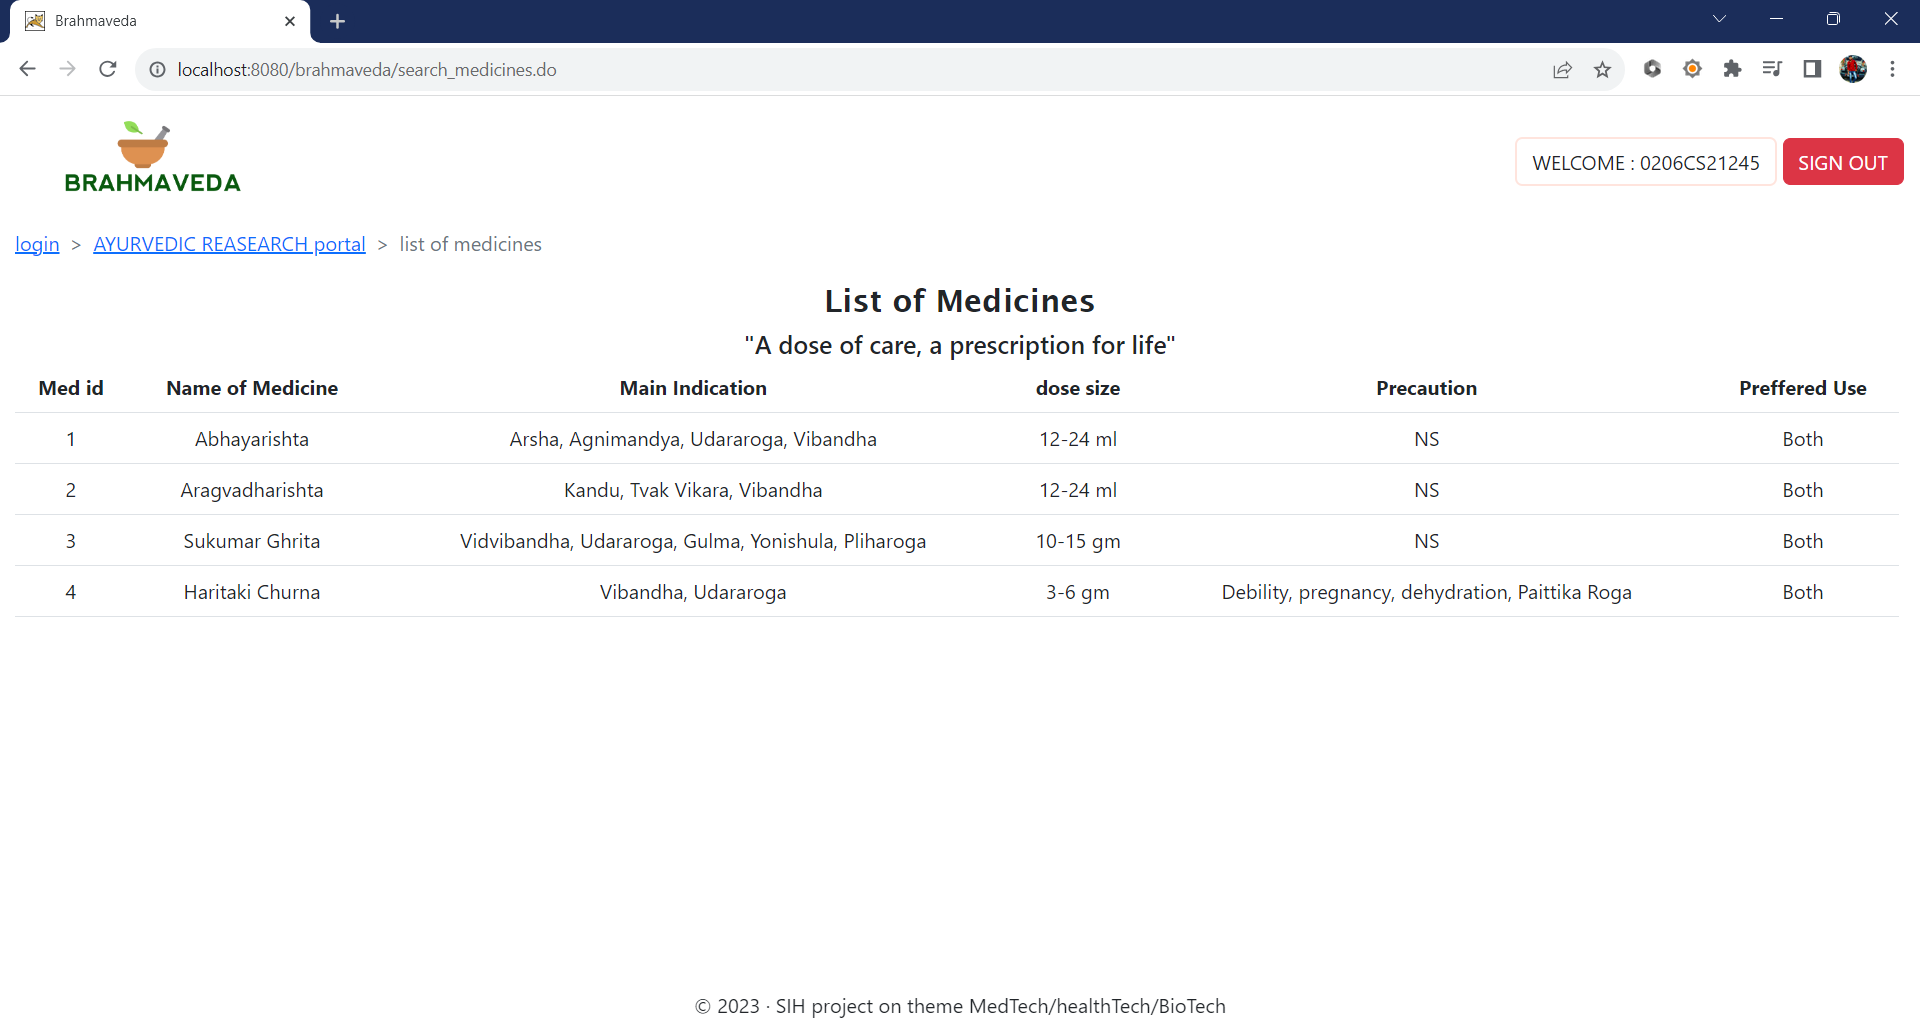 Brahmaveda
localhost:8080/brahmaveda/search_medicines.do
BRAHMAVEDA
WELCOME : 0206CS21245 SIGN OUT
login > AYURVEDIC REASEARCH portal > list of medicines
List of Medicines
"A dose of care, a prescription for life"
Med id Name of Medicine Main Indication dose size Precaution Preffered Use
1 Abhayarishta Arsha, Agnimandya, Udararoga, Vibandha 12-24 ml NS Both
2 Aragvadharishta Kandu, Tvak Vikara, Vibandha 12-24 ml NS Both
3 Sukumar Ghrita Vidvibandha, Udararoga, Gulma, Yonishula, Pliharoga 10-15 gm NS Both
4 Haritaki Churna Vibandha, Udararoga 3-6 gm Debility, pregnancy, dehydration, Paittika Roga Both
© 2023 · SIH project on theme MedTech/healthTech/BioTech